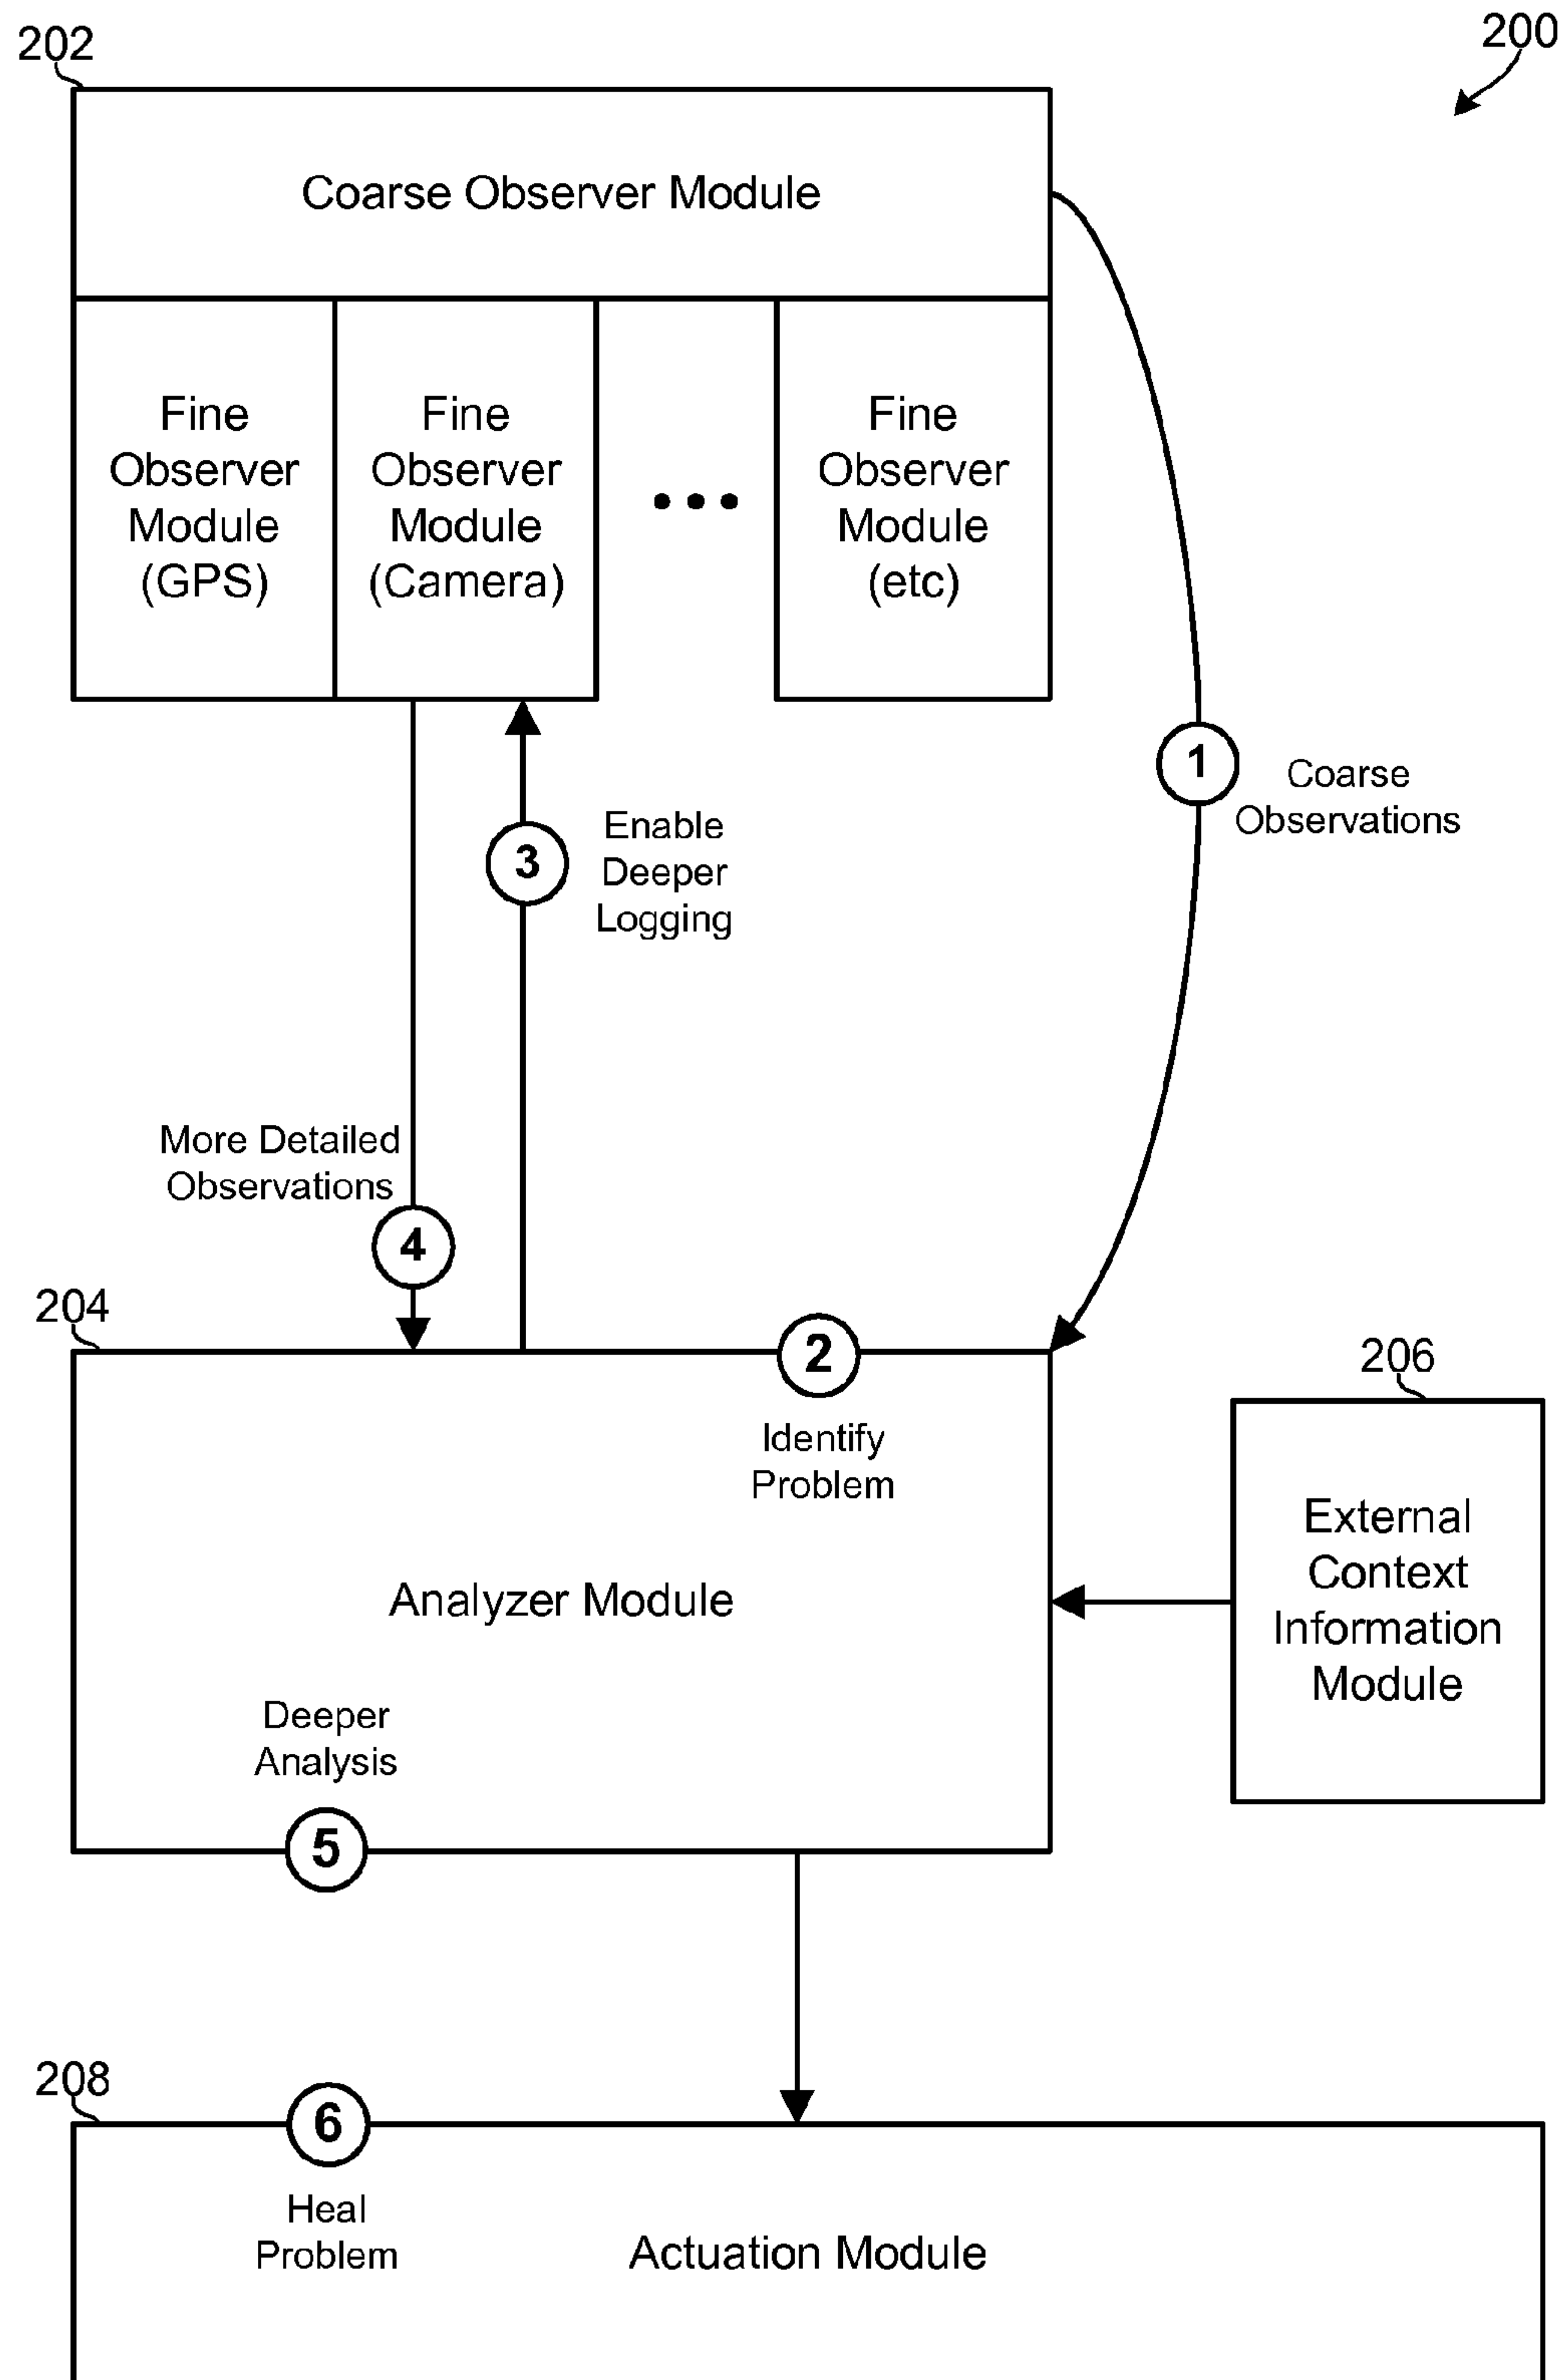 202
200
Coarse Observer Module
Fine
Observer
Module
(GPS)
Fine
Observer
Module
(Camera)
Fine
Observer
Module
(etc)
1
Coarse
Observations
3
Enable
Deeper
Logging
More Detailed
Observations
4
204
2
Identify
Problem
206
Analyzer Module
External
Context
Information
Module
Deeper
Analysis
5
208
6
Heal
Problem
Actuation Module